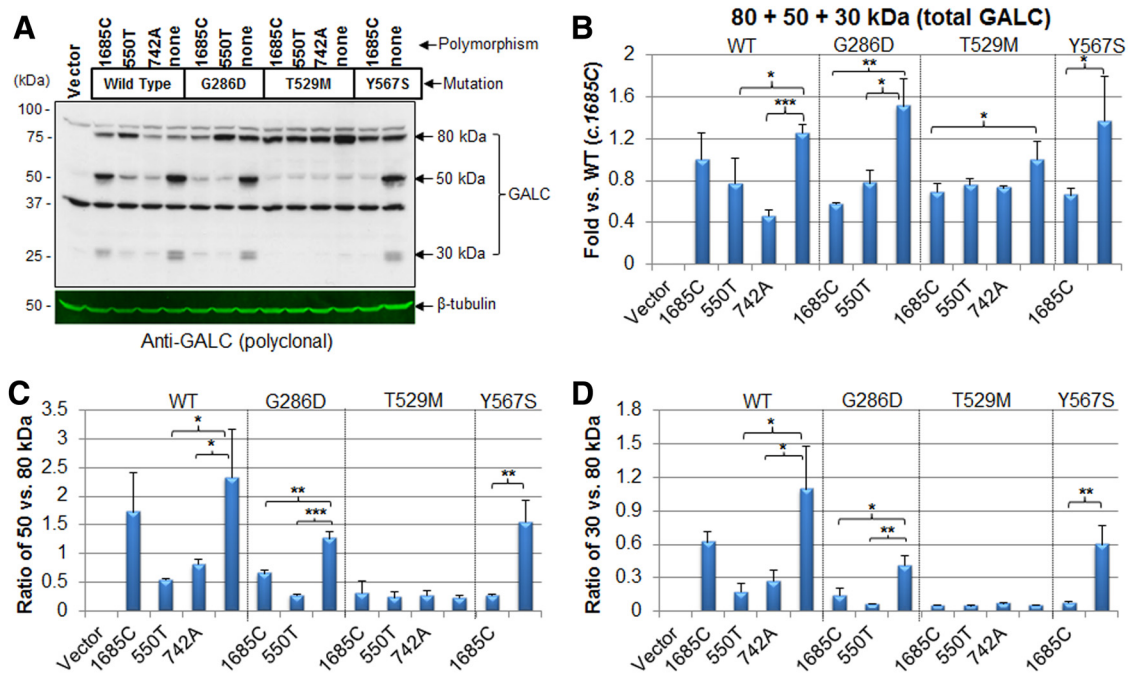 A
Vector
1685C
550T
742A
none
1685C
550T
none
1685C
550T
742A
none
1685C
none
Polymorphism
(kDa)
Wild Type
G286D
T529M
Y567S
Mutation
100 -
75 -
50 -
37 -
25 -
80 kDa
50 kDa
30 kDa
GALC
50 -
β-tubulin
Anti-GALC (polyclonal)
B
80 + 50 + 30 kDa (total GALC)
WT
G286D
T529M
Y567S
Fold vs. WT (c.1685C)
2
1.6
1.2
0.8
0.4
0
*
***
**
*
*
*
Vector
1685C
550T
742A
1685C
550T
1685C
550T
742A
1685C
C
WT
G286D
T529M
Y567S
Ratio of 50 vs. 80 kDa
3.5
3
2.5
2
1.5
1
0.5
0
*
*
**
***
**
Vector
1685C
550T
742A
1685C
550T
1685C
550T
742A
1685C
D
WT
G286D
T529M
Y567S
Ratio of 30 vs. 80 kDa
1.8
1.5
1.2
0.9
0.6
0.3
0
*
*
*
**
**
Vector
1685C
550T
742A
1685C
550T
1685C
550T
742A
1685C